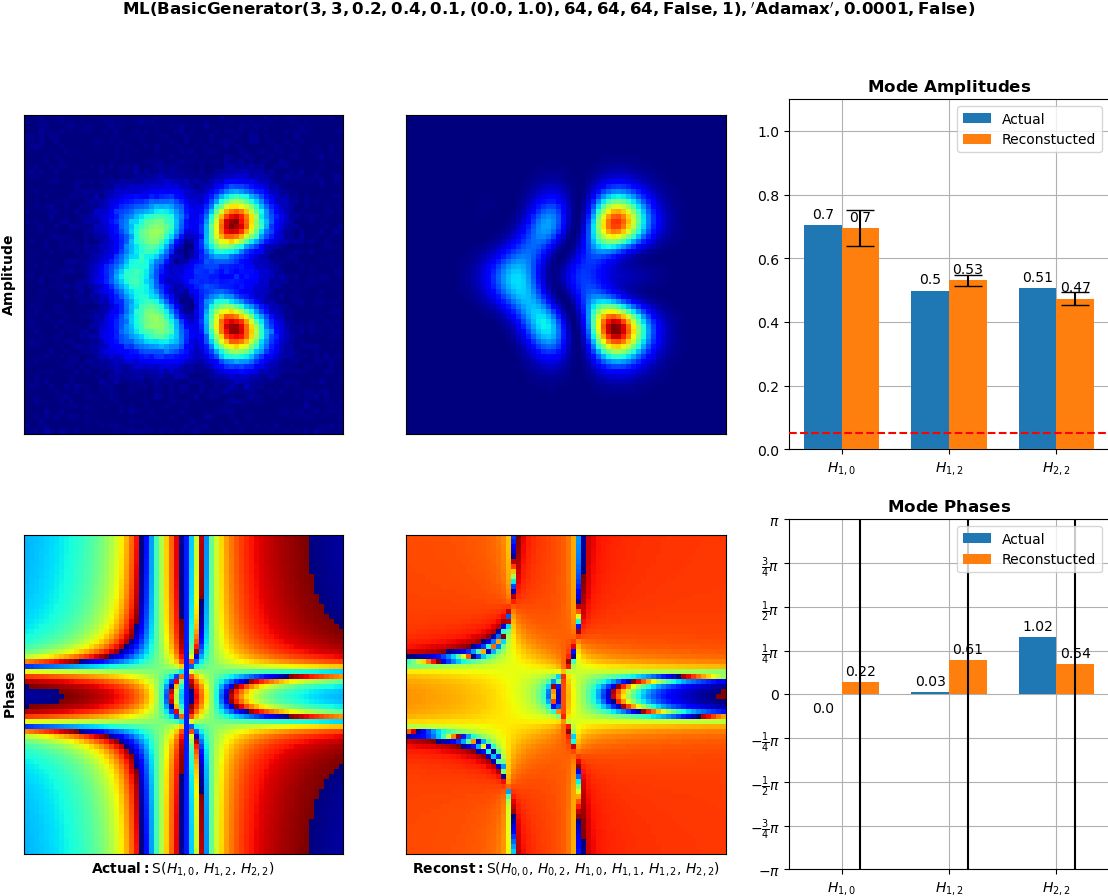 ML(BasicGenerator(3, 3, 0.2, 0.4, 0.1, (0.0, 1.0), 64, 64, 64, False, 1), 'Adamax', 0.0001, False)
Amplitude
Mode Amplitudes
Actual
Reconstucted
1.0
0.8
0.6
0.4
0.2
0.0
0.7
0.7
0.5
0.53
0.51
0.47
H1,0
H1,2
H2,2
Phase
Actual: S(H1,0, H1,2, H2,2)
Reconst: S(H0,0, H0,2, H1,0, H1,1, H1,2, H2,2)
Mode Phases
Actual
Reconstucted
π
3/4π
1/2π
1/4π
0
−1/4π
−1/2π
−3/4π
−π
0.0
0.22
0.03
0.61
1.02
0.54
H1,0
H1,2
H2,2